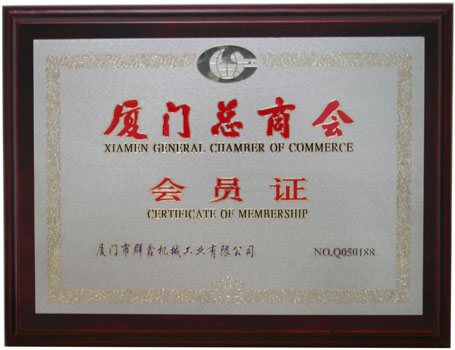 厦门总商会
XIAMEN GENERAL CHAMBER OF COMMERCE
会员证
CERTIFICATE OF MEMBERSHIP
厦门市群鑫机械工业有限公司 NO.Q050188